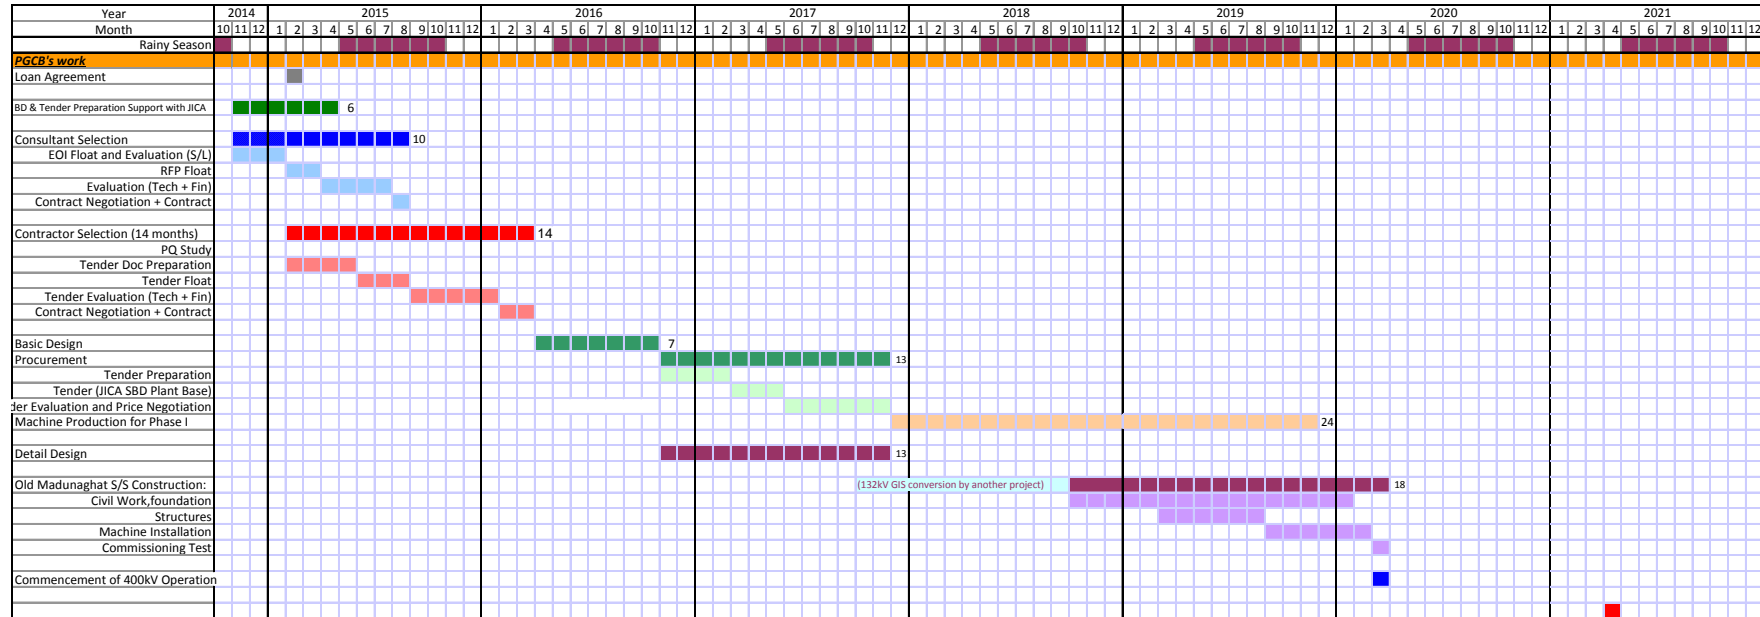 Year 2014 2015 2016 2017 2018 2019 2020 2021
Month 10 11 12 1 2 3 4 5 6 7 8 9 10 11 12 1 2 3 4 5 6 7 8 9 10 11 12 1 2 3 4 5 6 7 8 9 10 11 12 1 2 3 4 5 6 7 8 9 10 11 12 1 2 3 4 5 6 7 8 9 10 11 12 1 2 3 4 5 6 7 8 9 10 11 12 1 2 3 4 5 6 7 8 9 10 11 12
Rainy Season
PGCB's work
Loan Agreement
BD & Tender Preparation Support with JICA 6
Consultant Selection 10
EOI Float and Evaluation (S/L)
RFP Float
Evaluation (Tech + Fin)
Contract Negotiation + Contract
Contractor Selection (14 months) 14
PQ Study
Tender Doc Preparation
Tender Float
Tender Evaluation (Tech + Fin)
Contract Negotiation + Contract
Basic Design 7
Procurement 13
Tender Preparation
Tender (JICA SBD Plant Base)
der Evaluation and Price Negotiation
Machine Production for Phase I 24
Detail Design 13
Old Madunaghat S/S Construction: (132kV GIS conversion by another project) 18
Civil Work,foundation
Structures
Machine Installation
Commissioning Test
Commencement of 400kV Operation